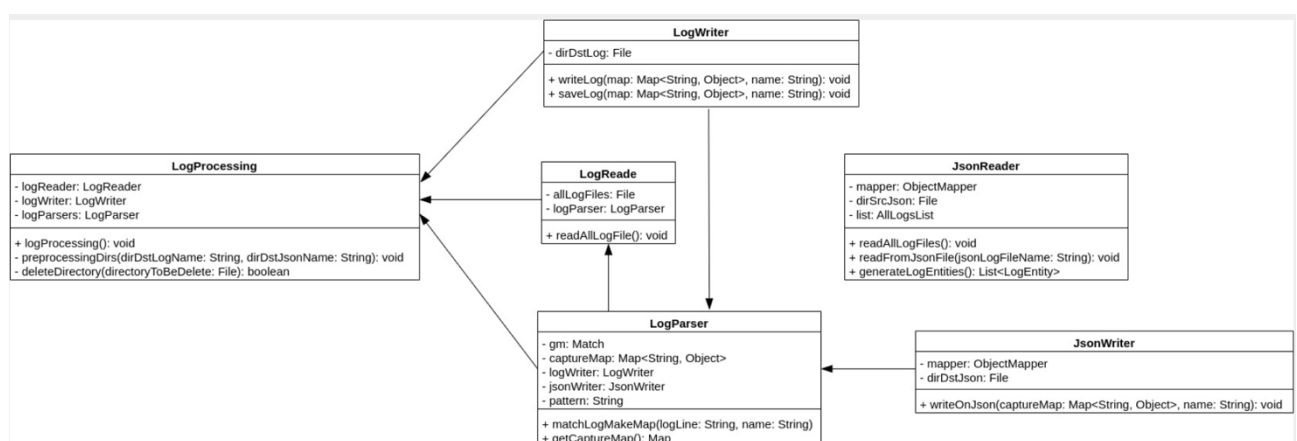 LogWriter
- dirDstLog: File
+ writeLog(map: Map<String, Object>, name: String): void
+ saveLog(map: Map<String, Object>, name: String): void
LogProcessing
- logReader: LogReader
- logWriter: LogWriter
- logParsers: LogParser
+ logProcessing(): void
- preprocessingDirs(dirDstLogName: String, dirDstJsonName: String): void
- deleteDirectory(directoryToBeDelete: File): boolean
LogReade
- allLogFiles: File
- logParser: LogParser
+ readAllLogFile(): void
JsonReader
- mapper: ObjectMapper
- dirSrcJson: File
- list: AllLogsList
+ readAllLogFiles(): void
+ readFromJsonFile(jsonLogFileName: String): void
+ generateLogEntities(): List<LogEntity>
LogParser
- gm: Match
- captureMap: Map<String, Object>
- logWriter: LogWriter
- jsonWriter: JsonWriter
- pattern: String
+ matchLogMakeMap(logLine: String, name: String)
+ getCaptureMap(): Map
JsonWriter
- mapper: ObjectMapper
- dirDstJson: File
+ writeOnJson(captureMap: Map<String, Object>, name: String): void